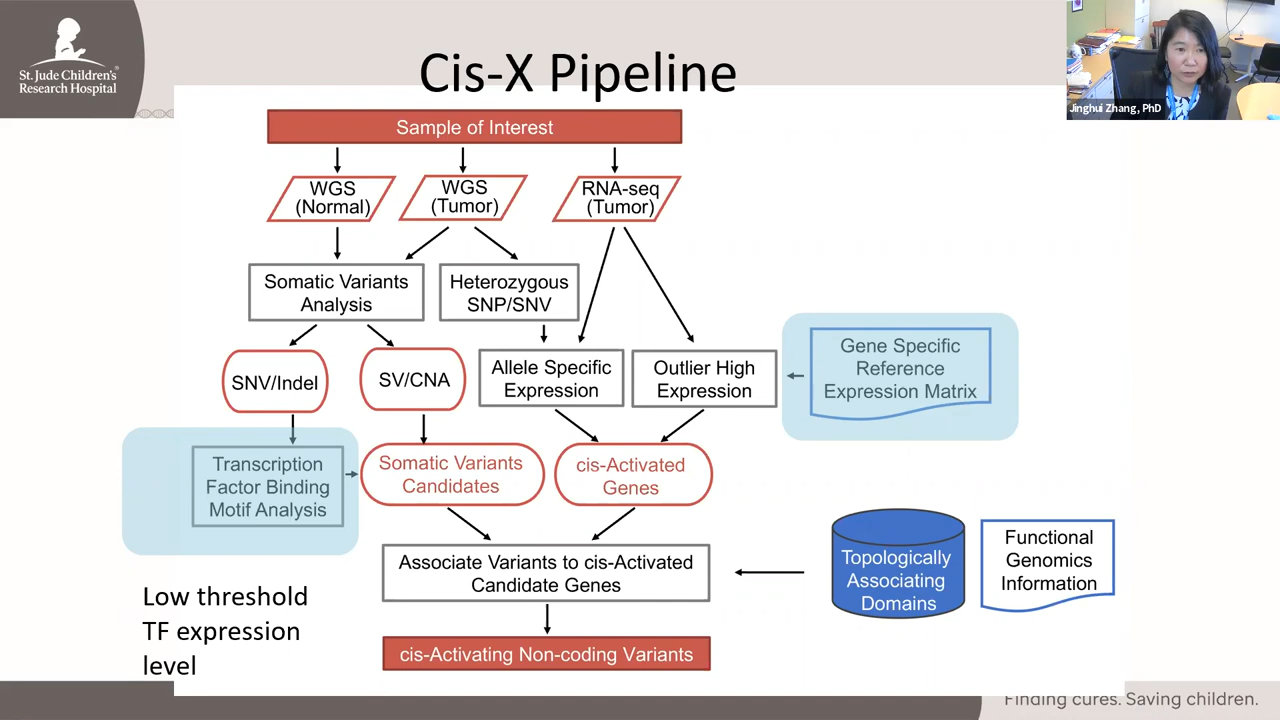 St. Jude Children's
Research Hospital
®
Cis-X Pipeline
Jinghui Zhang, PhD
Sample of Interest
WGS
(Normal)
WGS
(Tumor)
RNA-seq
(Tumor)
Somatic Variants
Analysis
Heterozygous
SNP/SNV
SNV/Indel
SV/CNA
Allele Specific
Expression
Outlier High
Expression
Gene Specific
Reference
Expression Matrix
Transcription
Factor Binding
Motif Analysis
Somatic Variants
Candidates
cis-Activated
Genes
Associate Variants to cis-Activated
Candidate Genes
Topologically
Associating
Domains
Functional
Genomics
Information
Low threshold
TF expression
level
cis-Activating Non-coding Variants
Finding cures. Saving children.